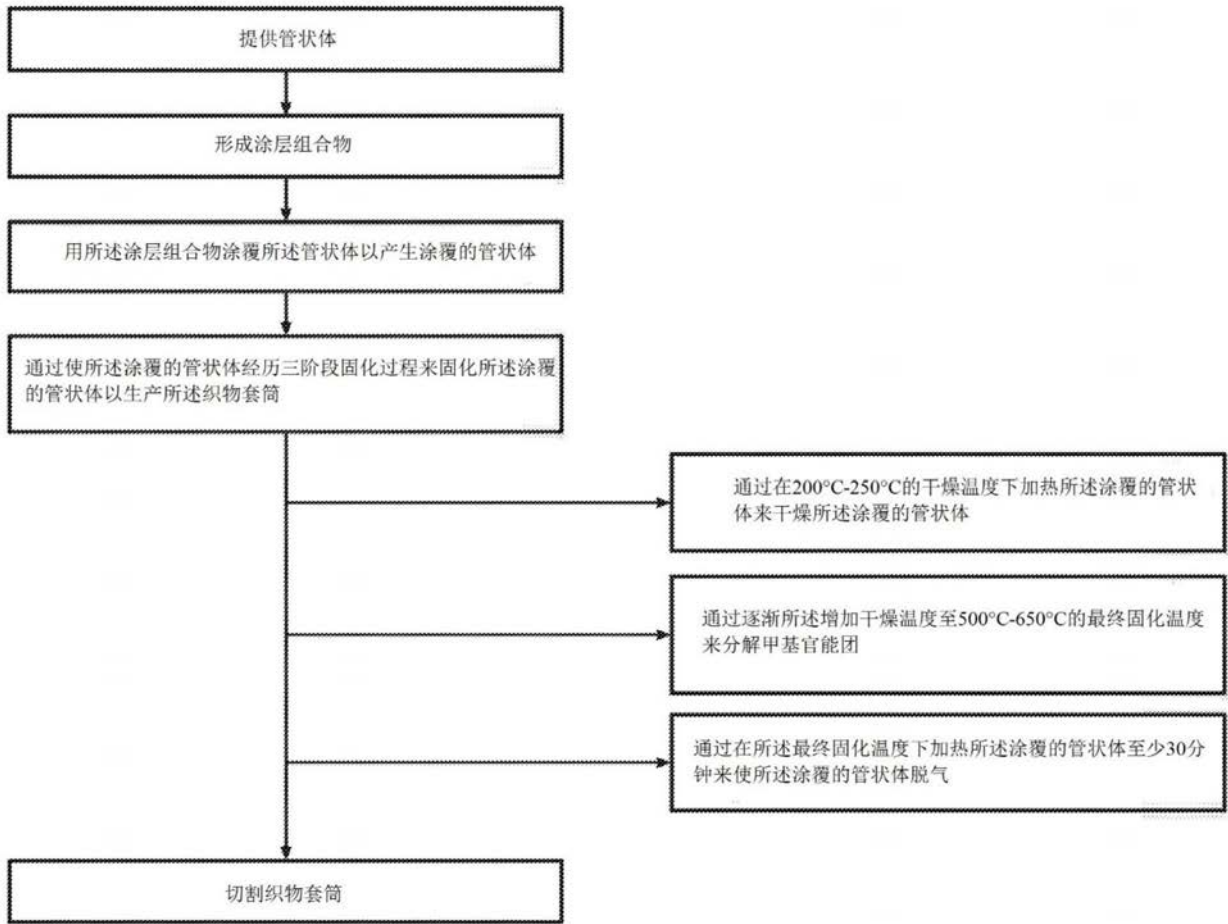 提供管状体
形成涂层组合物
用所述涂层组合物涂覆所述管状体以产生涂覆的管状体
通过使所述涂覆的管状体经历三阶段固化过程来固化所述涂覆
的管状体以生产所述织物套筒
通过在200°C-250°C的干燥温度下加热所述涂覆的管状
体来干燥所述涂覆的管状体
通过逐渐所述增加干燥温度至500°C-650°C的最终固化温度
来分解甲基官能团
通过在所述最终固化温度下加热所述涂覆的管状体至少30分
钟来使所述涂覆的管状体脱气
切割织物套筒